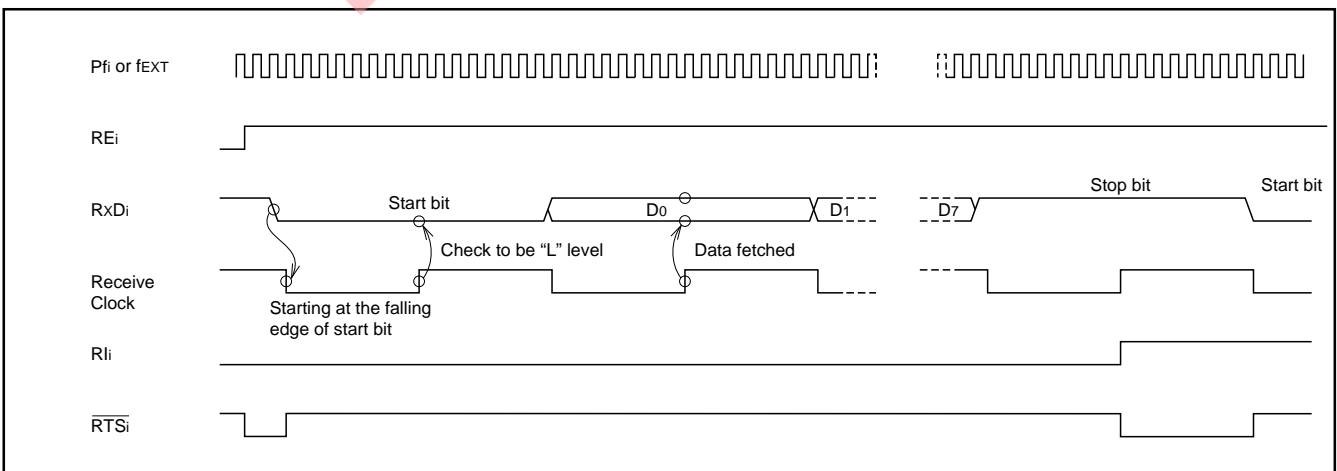 Pfi or fEXT
REi
RxDi
Start bit
D0
D1
D7
Stop bit
Start bit
Check to be “L” level
Data fetched
Receive
Clock
Starting at the falling
edge of start bit
RIi
RTSi